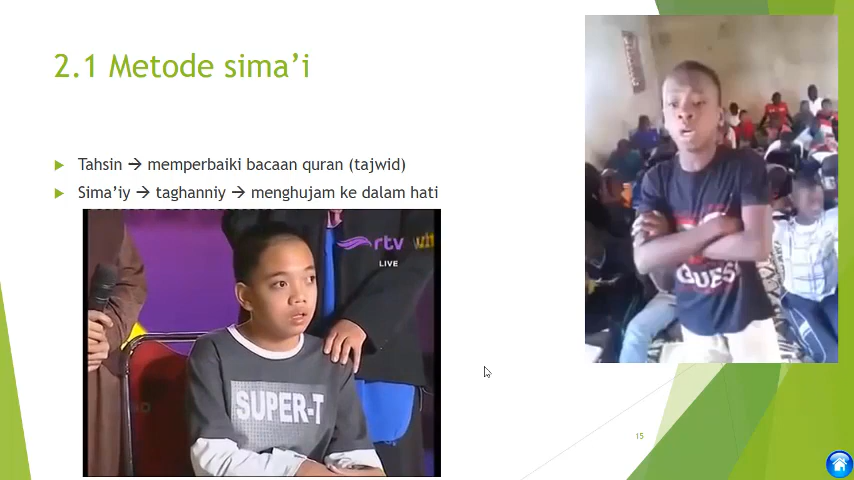 2.1 Metode sima’i
Tahsin → memperbaiki bacaan quran (tajwid)
Sima’iy → taghanniy → menghujam ke dalam hati
rtv
LIVE
SUPER-T
GUESS
15